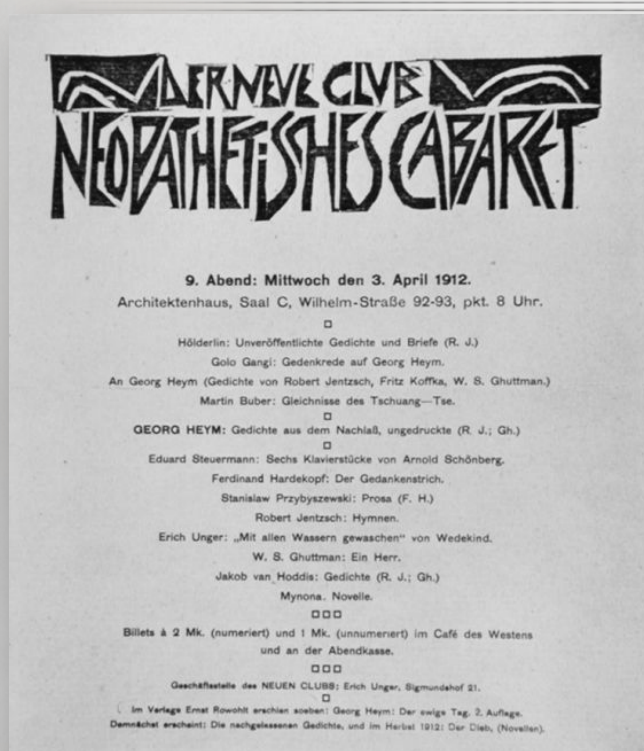 DER NEVE CLVB
NEOPATHETiSCHES CABARET
9. Abend: Mittwoch den 3. April 1912.
Architektenhaus, Saal C, Wilhelm-Straße 92-93, pkt. 8 Uhr.
Hölderlin: Unveröffentlichte Gedichte und Briefe (R. J.)
Golo Gangi: Gedenkrede auf Georg Heym.
An Georg Heym (Gedichte von Robert Jentzsch, Fritz Koffka, W. S. Ghuttman.)
Martin Buber: Gleichnisse des Tschuang—Tse.
GEORG HEYM: Gedichte aus dem Nachlaß, ungedruckte (R. J.; Gh.)
Eduard Steuermann: Sechs Klavierstücke von Arnold Schönberg.
Ferdinand Hardekopf: Der Gedankenstrich.
Stanislaw Przybyszewski: Prosa (F. H.)
Robert Jentzsch: Hymnen.
Erich Unger: „Mit allen Wassern gewaschen" von Wedekind.
W. S. Ghuttman: Ein Herr.
Jakob van Hoddis: Gedichte (R. J.; Gh.)
Mynona. Novelle.
Billets à 2 Mk. (numeriert) und 1 Mk. (unnumeriert) im Café des Westens
und an der Abendkasse.
Geschäftsstelle des NEUEN CLUBS: Erich Unger, Sigmundshof 21.
Im Verlage Ernst Rowohlt erschien soeben: Georg Heym: Der ewige Tag. 2. Auflage.
Demnächst erscheint: Die nachgelassenen Gedichte, und im Herbst 1912: Der Dieb, (Novellen).